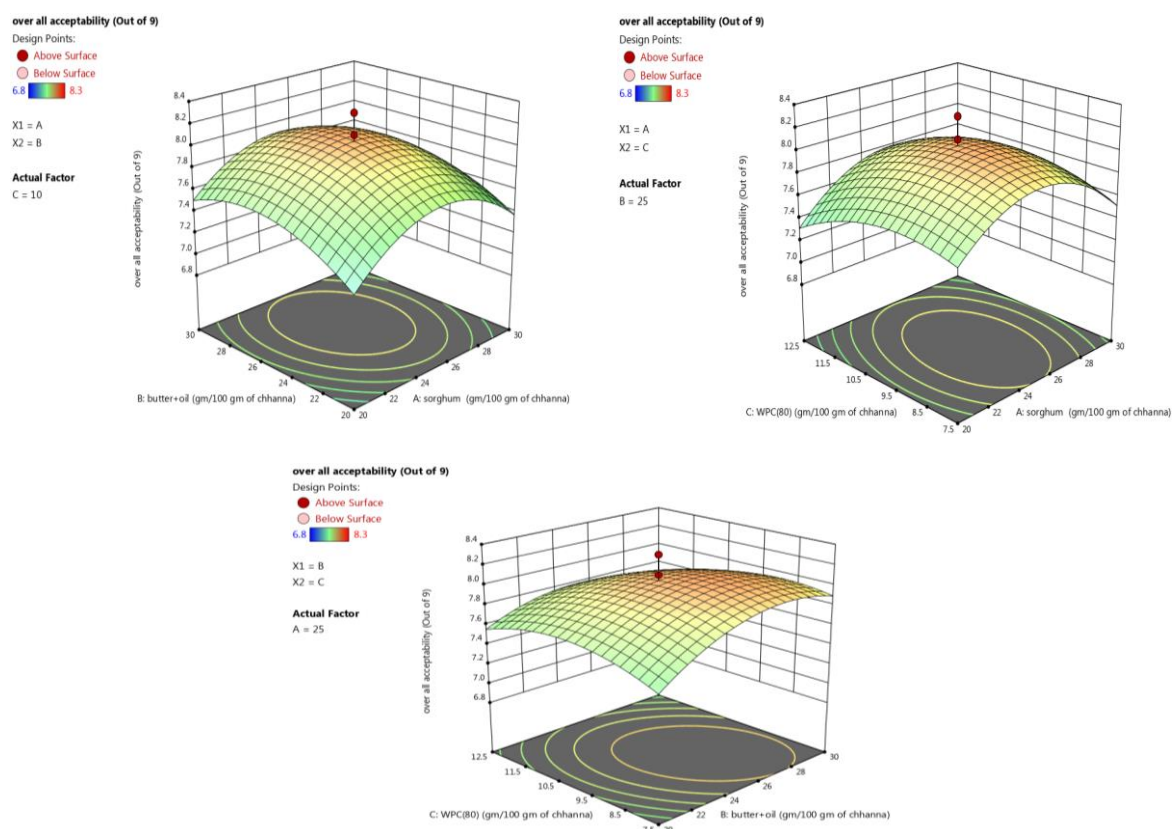 over all acceptability (Out of 9)
Design Points:
Above Surface
Below Surface
6.8 8.3
X1 = A
X2 = B
Actual Factor
C = 10
over all acceptability (Out of 9)
8.4
8.2
8.0
7.8
7.6
7.4
7.2
7.0
6.8
30
28
26
24
22
20
20
22
24
26
28
30
B: butter+oil (gm/100 gm of chhanna)
A: sorghum (gm/100 gm of chhanna)
over all acceptability (Out of 9)
Design Points:
Above Surface
Below Surface
6.8 8.3
X1 = A
X2 = C
Actual Factor
B = 25
over all acceptability (Out of 9)
8.4
8.2
8.0
7.8
7.6
7.4
7.2
7.0
6.8
12.5
11.5
10.5
9.5
8.5
7.5
20
22
24
26
28
30
C: WPC(80) (gm/100 gm of chhanna)
A: sorghum (gm/100 gm of chhanna)
over all acceptability (Out of 9)
Design Points:
Above Surface
Below Surface
6.8 8.3
X1 = B
X2 = C
Actual Factor
A = 25
over all acceptability (Out of 9)
8.4
8.2
8.0
7.8
7.6
7.4
7.2
7.0
6.8
12.5
11.5
10.5
9.5
8.5
22
24
26
28
30
C: WPC(80) (gm/100 gm of chhanna)
B: butter+oil (gm/100 gm of chhanna)